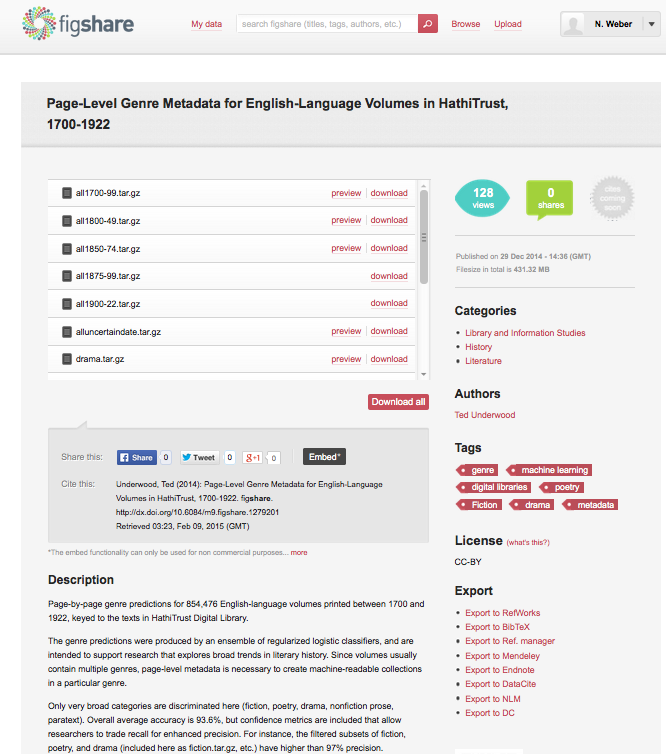 figshare
My data
search figshare (titles, tags, authors, etc.)
Browse
Upload
N. Weber
Page-Level Genre Metadata for English-Language Volumes in HathiTrust,
1700-1922
all1700-99.tar.gz preview download
all1800-49.tar.gz preview download
all1850-74.tar.gz preview download
all1875-99.tar.gz download
all1900-22.tar.gz download
alluncertaindate.tar.gz preview download
drama.tar.gz preview download
Download all
Share this: Share 0 Tweet 0 g+1 0 Embed*
Cite this: Underwood, Ted (2014): Page-Level Genre Metadata for English-Language
Volumes in HathiTrust, 1700-1922. figshare.
http://dx.doi.org/10.6084/m9.figshare.1279201
Retrieved 03:23, Feb 09, 2015 (GMT)
*The embed functionality can only be used for non commercial purposes... more
Description
Page-by-page genre predictions for 854,476 English-language volumes printed between 1700 and
1922, keyed to the texts in HathiTrust Digital Library.
The genre predictions were produced by an ensemble of regularized logistic classifiers, and are
intended to support research that explores broad trends in literary history. Since volumes usually
contain multiple genres, page-level metadata is necessary to create machine-readable collections
in a particular genre.
Only very broad categories are discriminated here (fiction, poetry, drama, nonfiction prose,
paratext). Overall average accuracy is 93.6%, but confidence metrics are included that allow
researchers to trade recall for enhanced precision. For instance, the filtered subsets of fiction,
poetry, and drama (included here as fiction.tar.gz, etc.) have higher than 97% precision.
128
views
0
shares
cites
coming
soon
Published on 29 Dec 2014 - 14:36 (GMT)
Filesize in total is 431.32 MB
Categories
Library and Information Studies
History
Literature
Authors
Ted Underwood
Tags
genre machine learning
digital libraries poetry
Fiction drama metadata
License (what's this?)
CC-BY
Export
Export to RefWorks
Export to BibTeX
Export to Ref. manager
Export to Mendeley
Export to Endnote
Export to DataCite
Export to NLM
Export to DC